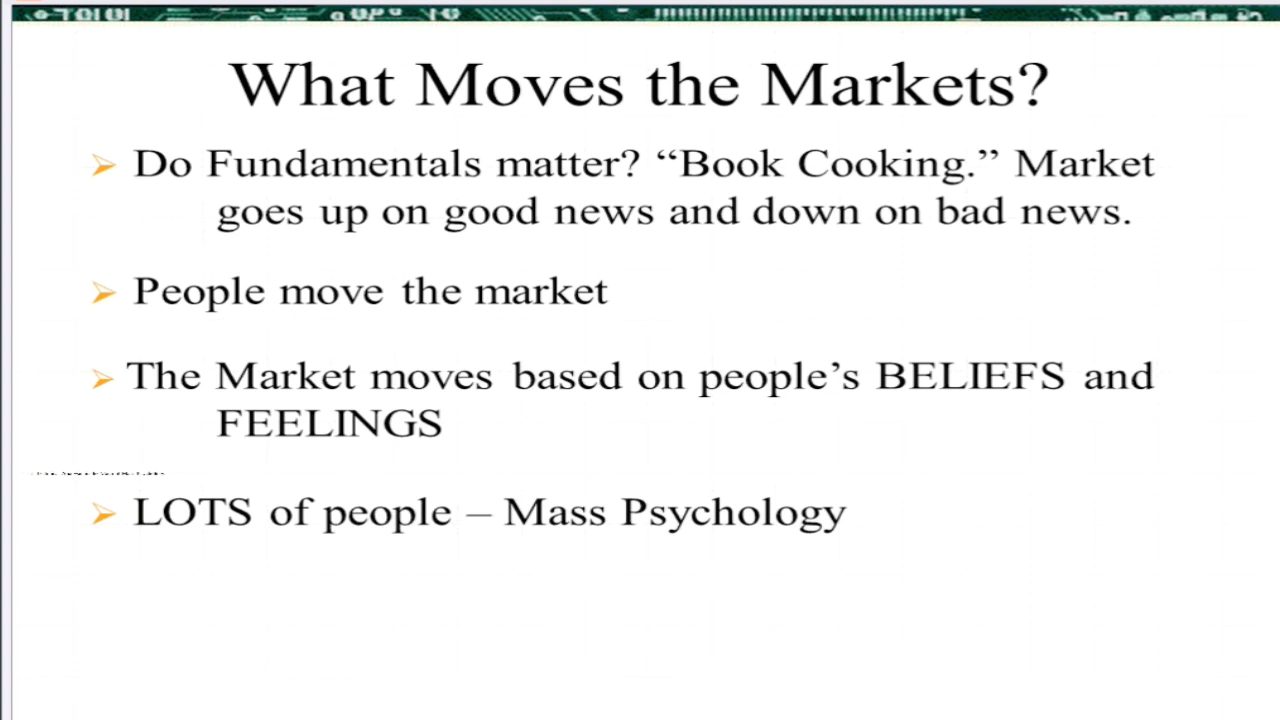 What Moves the Markets?
Do Fundamentals matter? “Book Cooking.” Market
goes up on good news and down on bad news.
People move the market
The Market moves based on people’s BELIEFS and
FEELINGS
LOTS of people – Mass Psychology